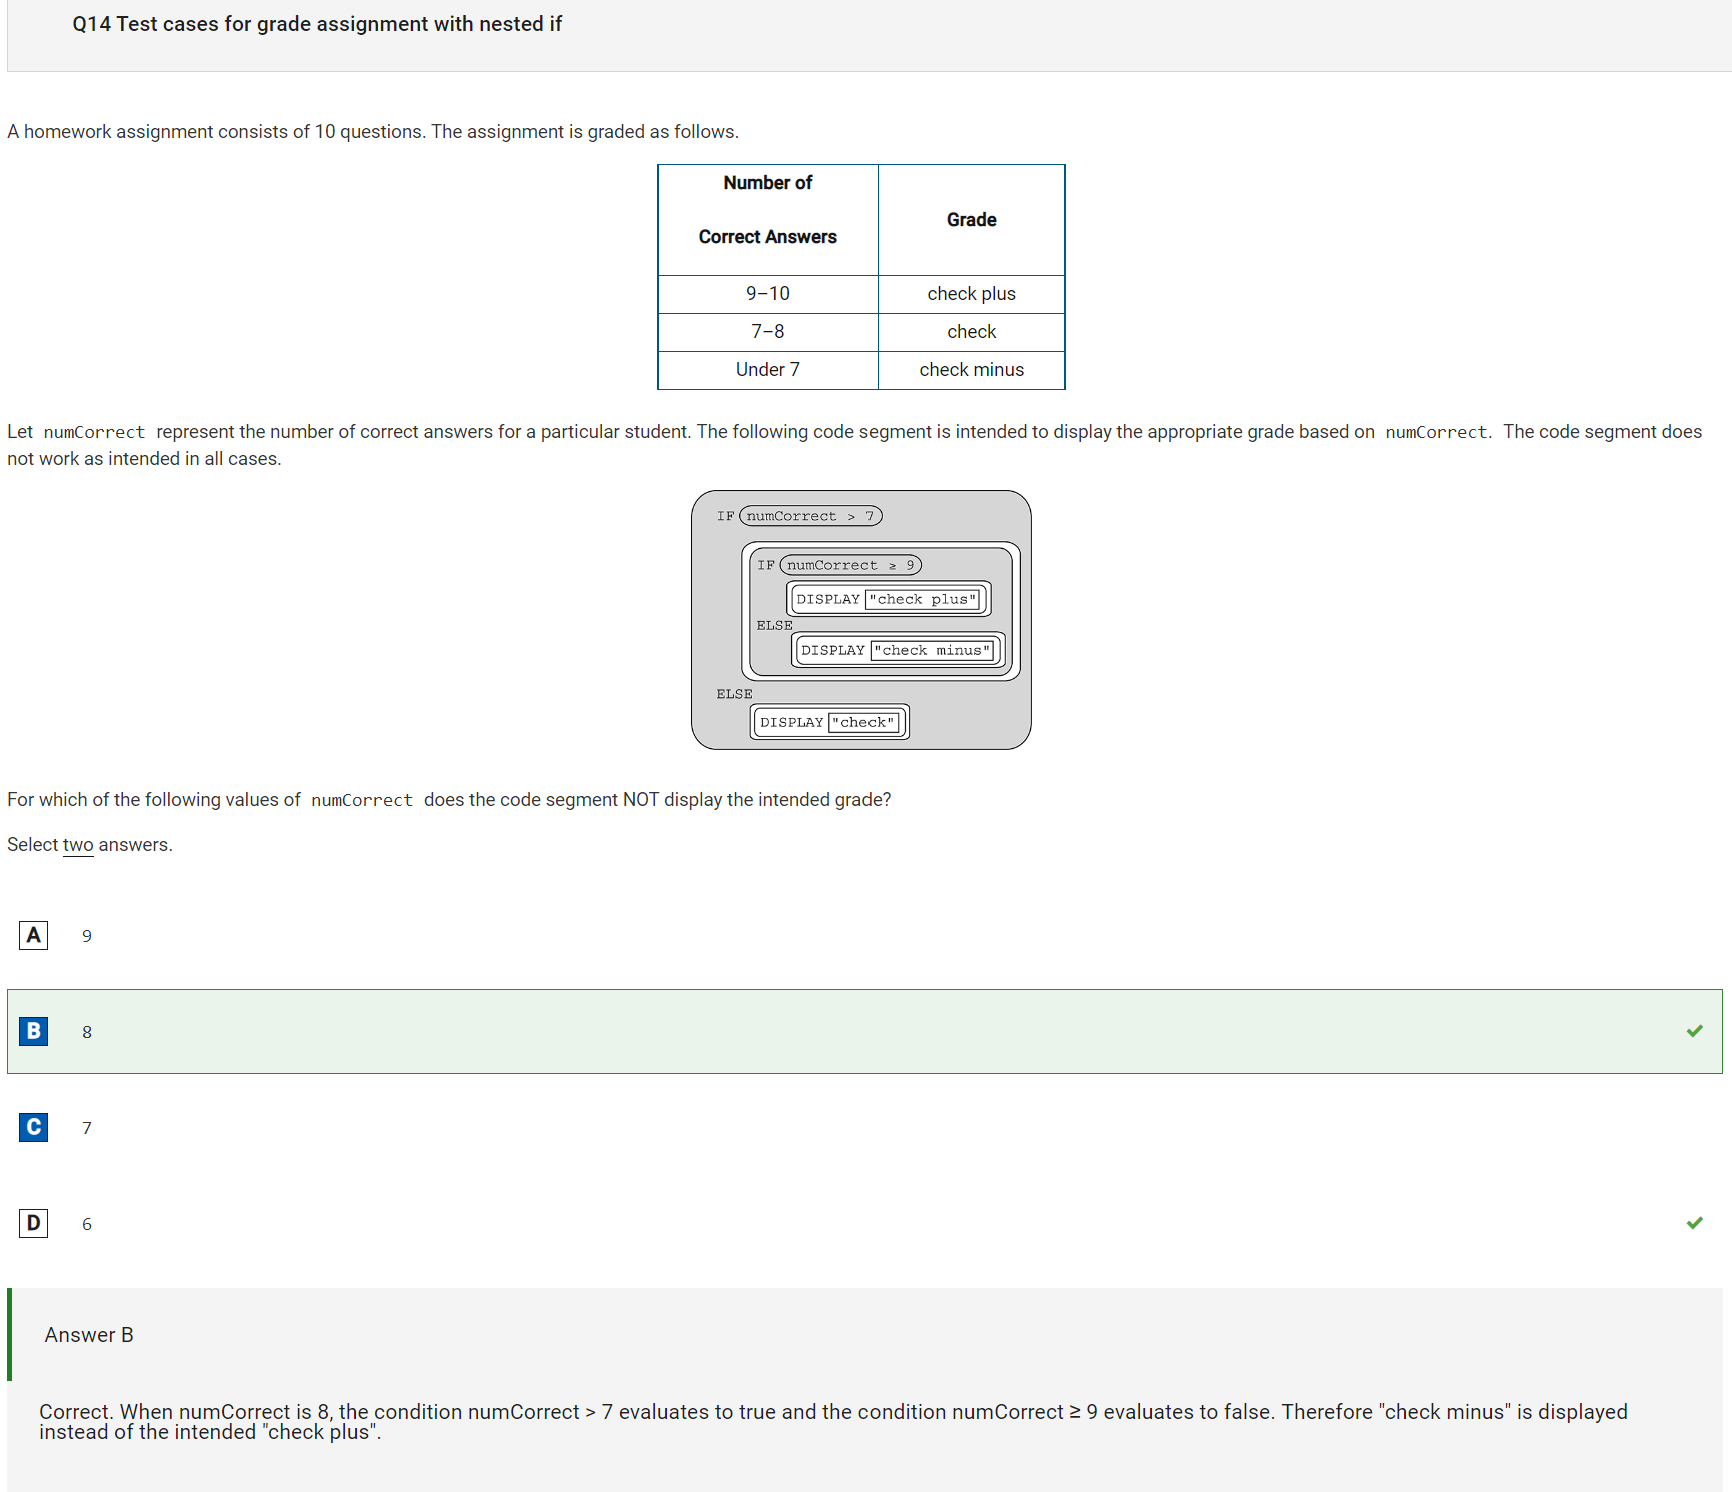 Q14 Test cases for grade assignment with nested if
A homework assignment consists of 10 questions. The assignment is graded as follows.
Number of
Correct Answers
Grade
9–10 check plus
7–8 check
Under 7 check minus
Let numCorrect represent the number of correct answers for a particular student. The following code segment is intended to display the appropriate grade based on numCorrect. The code segment does
not work as intended in all cases.
IF numCorrect > 7
IF numCorrect ≥ 9
DISPLAY "check plus"
ELSE
DISPLAY "check minus"
ELSE
DISPLAY "check"
For which of the following values of numCorrect does the code segment NOT display the intended grade?
Select two answers.
A 9
B 8
C 7
D 6
Answer B
Correct. When numCorrect is 8, the condition numCorrect > 7 evaluates to true and the condition numCorrect ≥ 9 evaluates to false. Therefore "check minus" is displayed
instead of the intended "check plus".